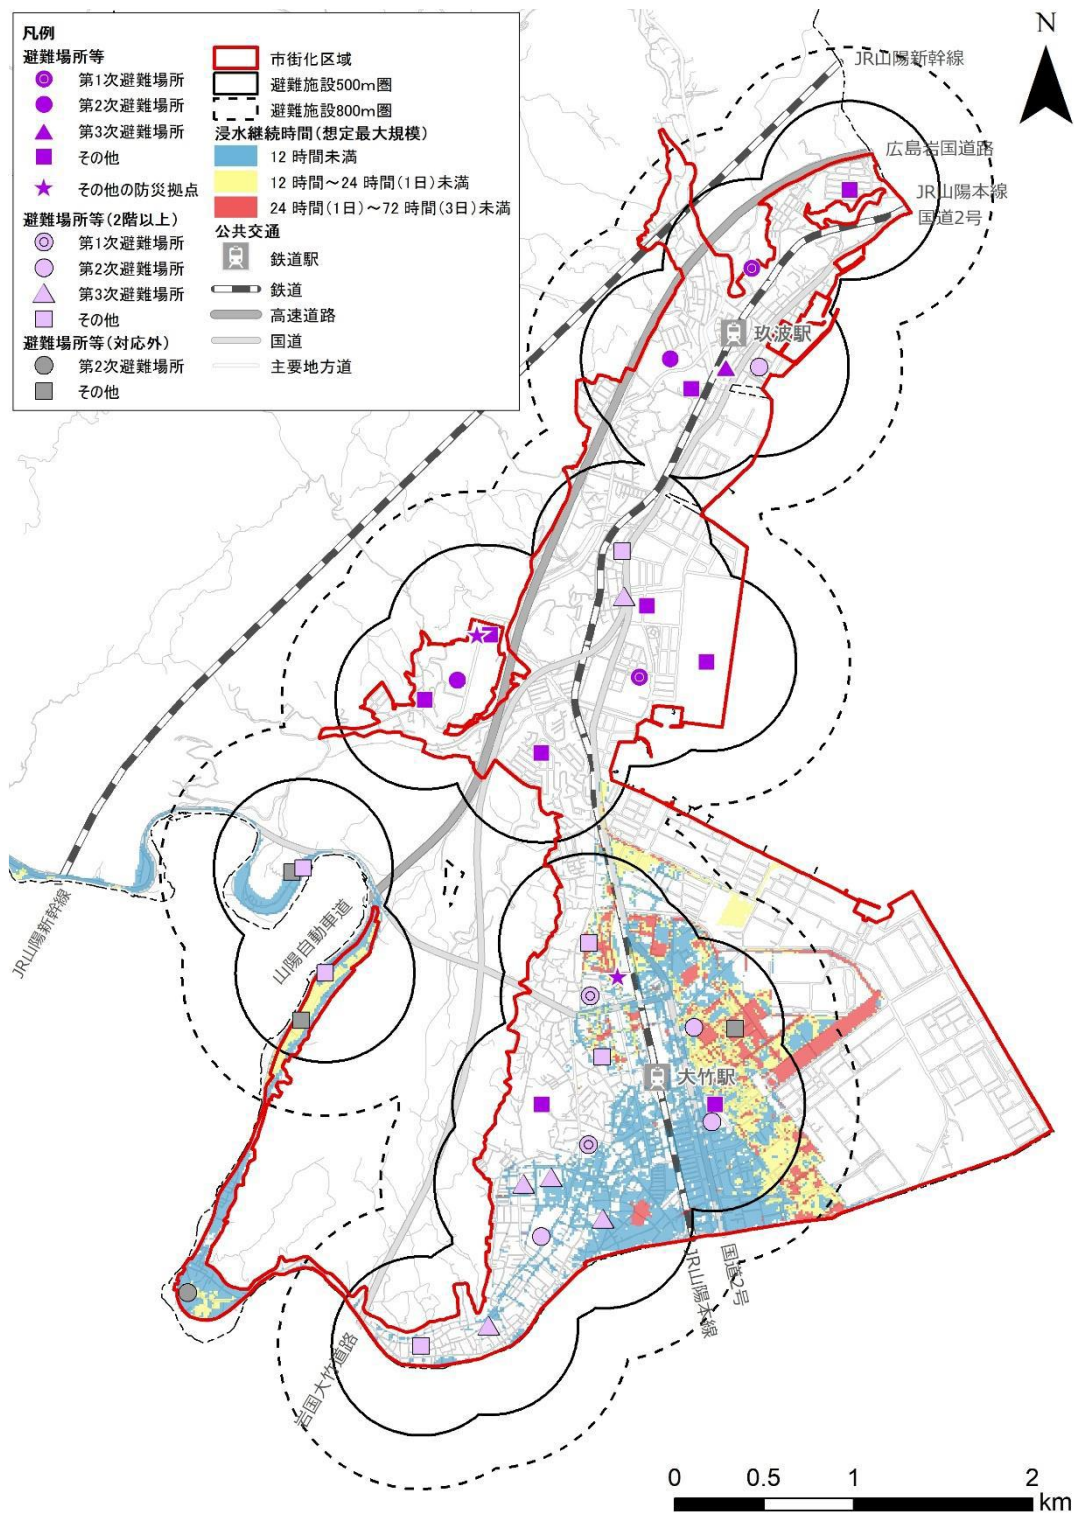 凡例
避難場所等
第1次避難場所
第2次避難場所
第3次避難場所
その他
その他の防災拠点
避難場所等(2階以上)
第1次避難場所
第2次避難場所
第3次避難場所
その他
避難場所等(対応外)
第2次避難場所
その他
市街化区域
避難施設500m圏
避難施設800m圏
浸水継続時間(想定最大規模)
12 時間未満
12 時間～24 時間(1日)未満
24 時間(1日)～72 時間(3日)未満
公共交通
鉄道駅
鉄道
高速道路
国道
主要地方道
N
JR山陽新幹線
広島岩国道路
JR山陽本線
国道2号
玖波駅
JR山陽新幹線
山陽自動車道
大竹駅
国道2号
JR山陽本線
岩国大竹道路
0 0.5 1 2
km